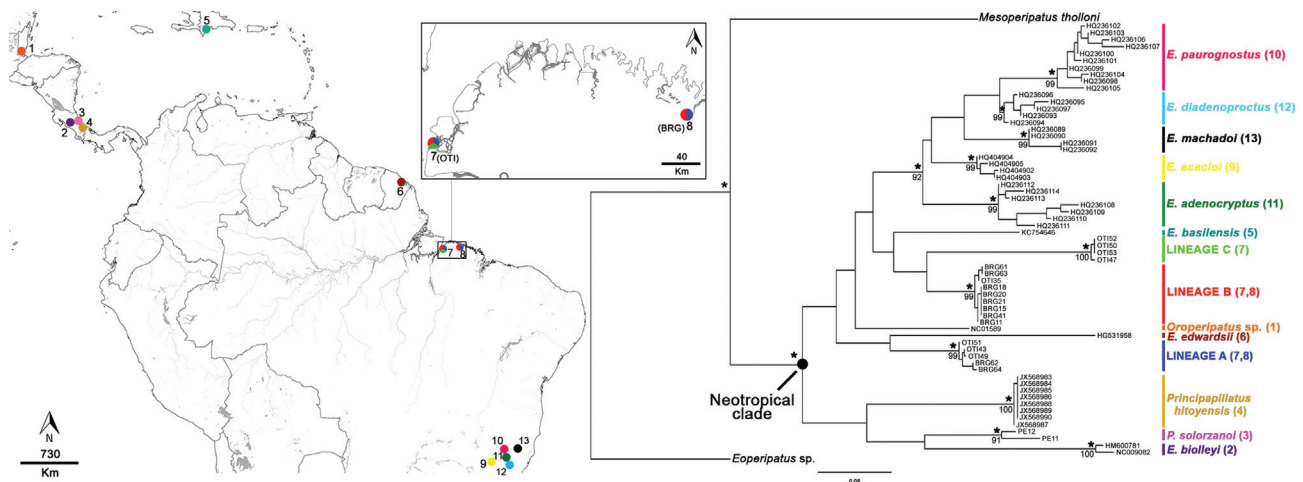 1
5
3
2
4
6
7
8
10
13
11
9
12
N
730
Km
N
(BRG) 8
7(OTI)
40
Km
Mesoperipatus tholloni
HQ236102
HQ236103
HQ236106
HQ236107
HQ236100
HQ236101
HQ236099
HQ236104
HQ236098
HQ236105
*
99
HQ236096
HQ236095
HQ236097
HQ236093
HQ236094
*
99
HQ236089
HQ236090
HQ236091
HQ236092
*
99
HQ404904
HQ404905
HQ404902
HQ404903
*
99
*
92
HQ236112
HQ236114
HQ236113
HQ236108
HQ236109
HQ236110
HQ236111
*
99
KC754646
OTI52
OTI50
OTI53
OTI47
*
100
BRG61
BRG63
OTI35
BRG18
BRG20
BRG21
BRG15
BRG41
BRG11
*
99
NC01589
HG531958
OTI51
OTI43
OTI49
BRG62
BRG64
*
99
JX568983
JX568984
JX568985
JX568986
JX568988
JX568989
JX568990
JX568987
*
100
PE12
PE11
*
91
HM600781
NC009082
*
100
*
*
Neotropical
clade
Eoperipatus sp.
0.06
E. paurognostus (10)
E. diadenoproctus (12)
E. machadoi (13)
E. acacioi (9)
E. adenocryptus (11)
E. basilensis (5)
LINEAGE C (7)
LINEAGE B (7,8)
Oroperipatus sp. (1)
E. edwardsii (6)
LINEAGE A (7,8)
Principapillatus
hitoyensis (4)
P. solorzanoi (3)
E. biolleyi (2)